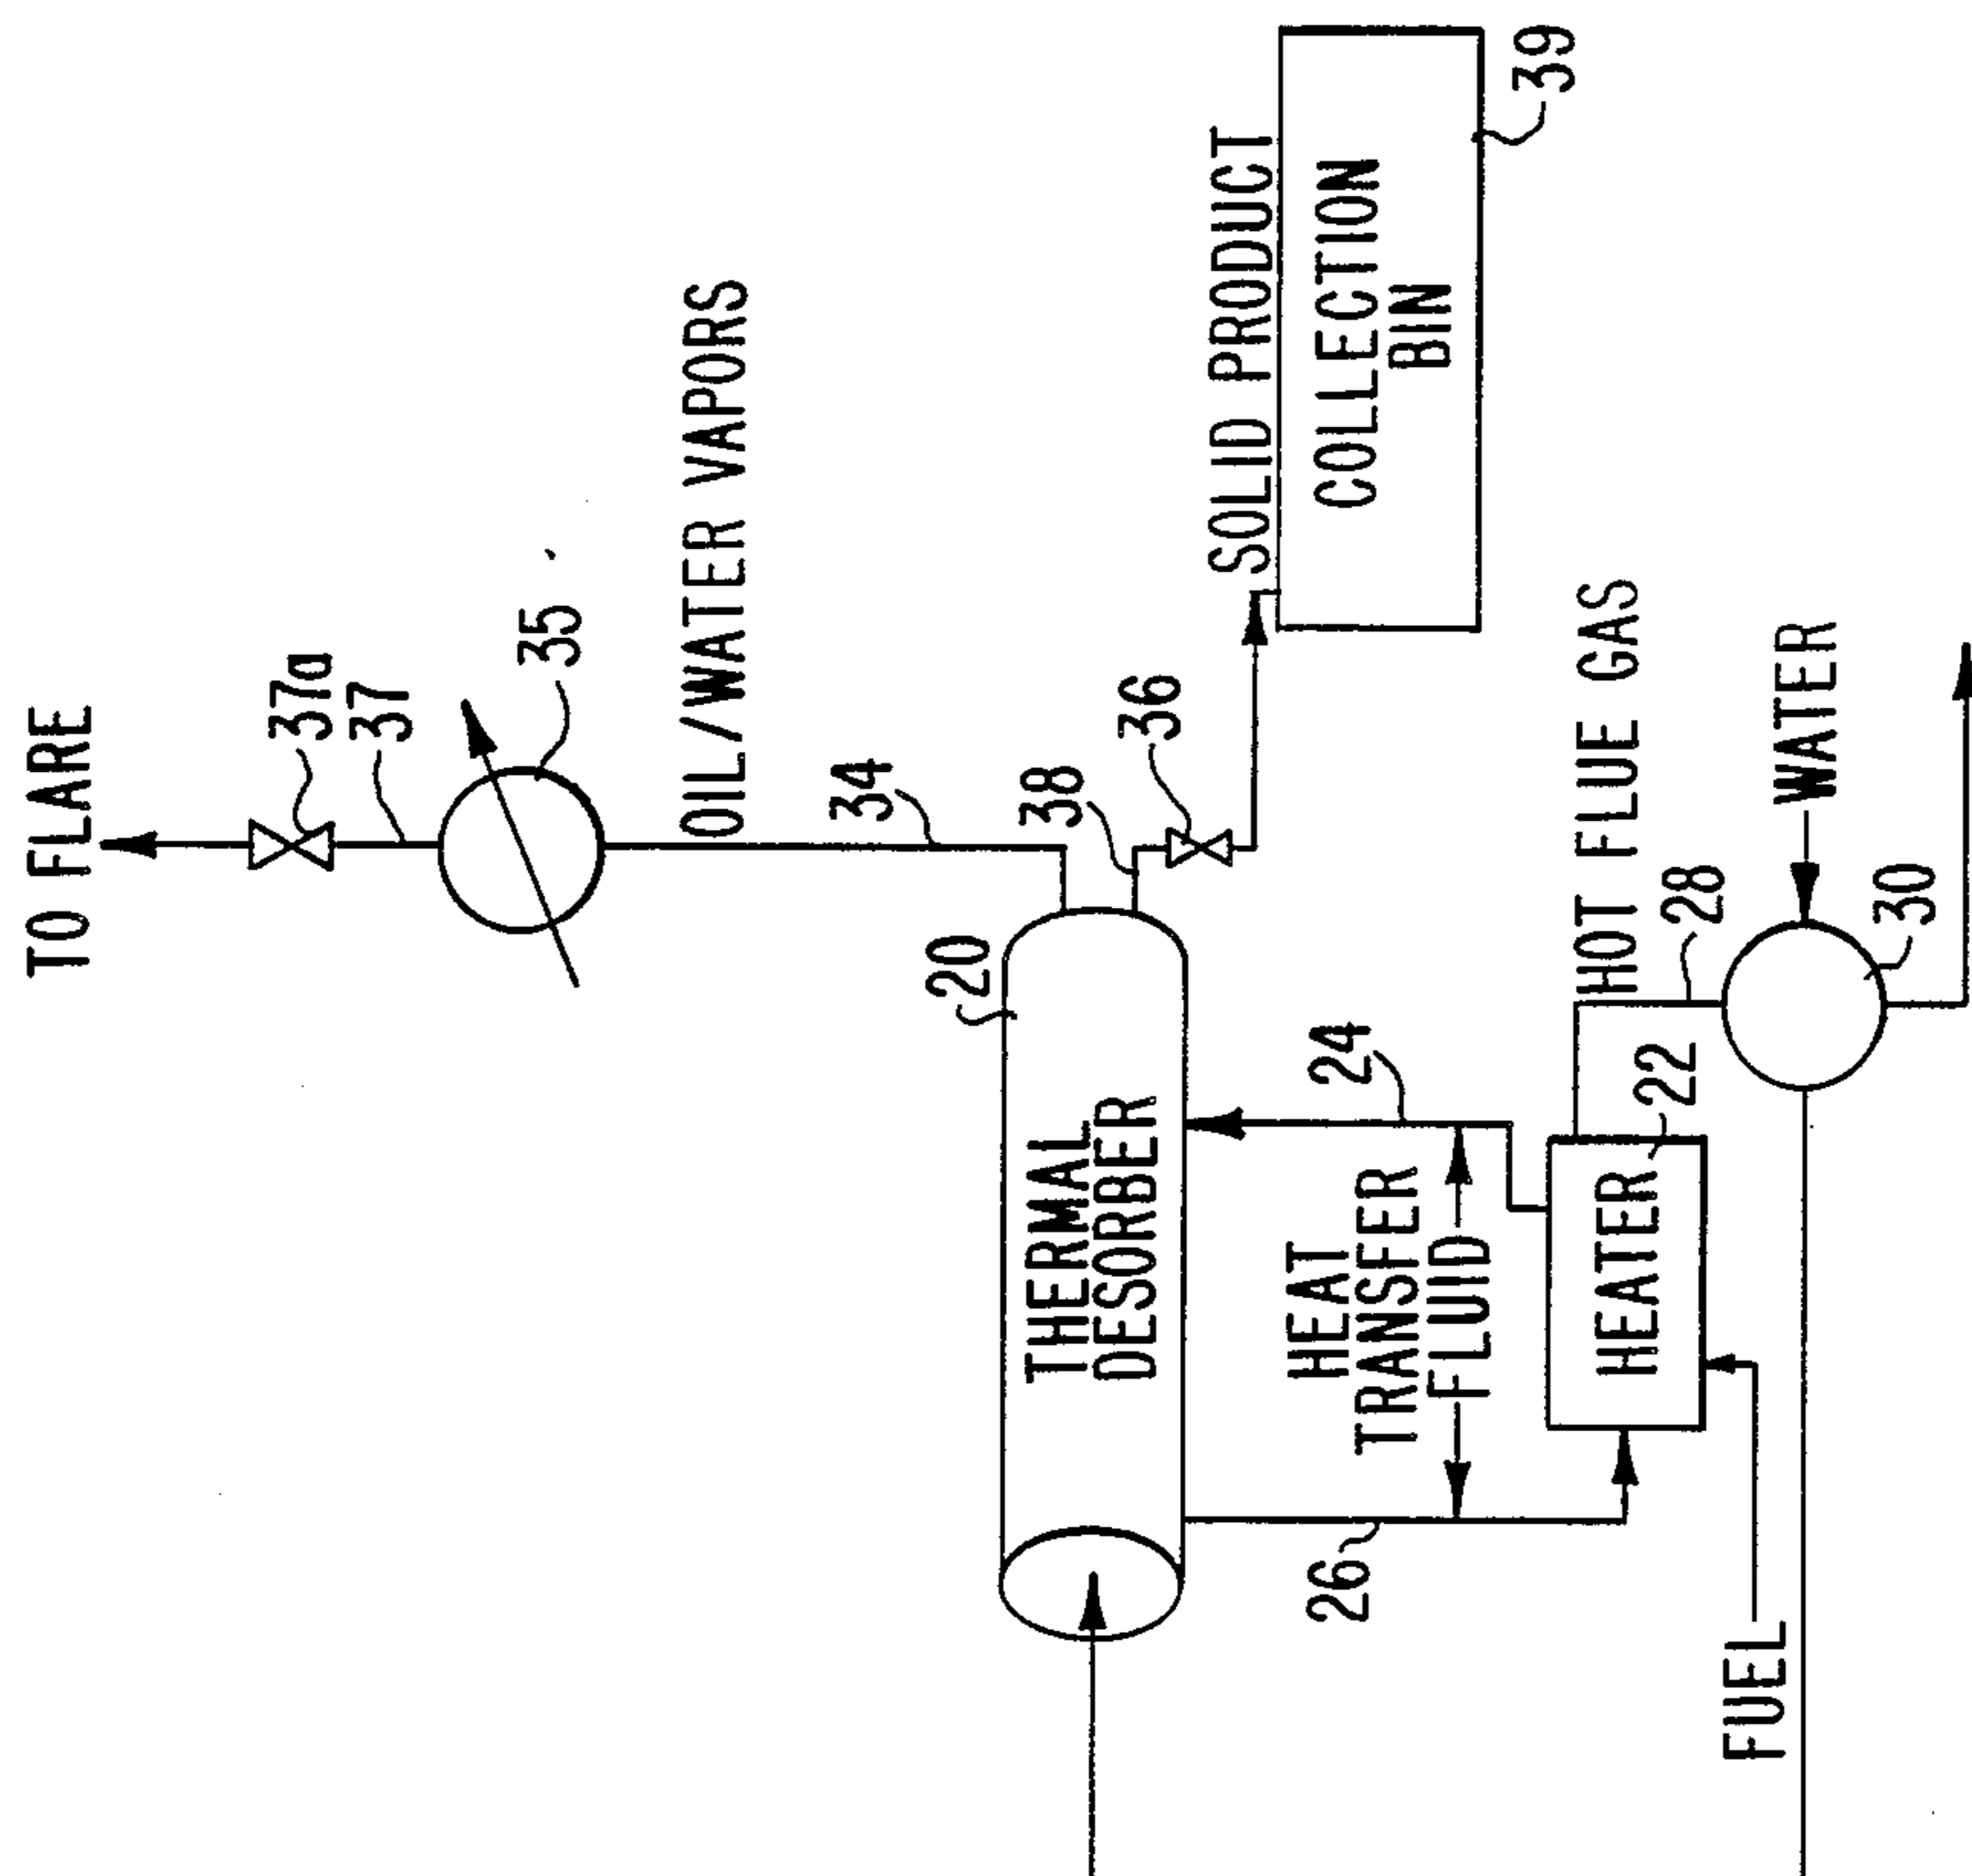 TO FLARE
37a
37
35
OIL/WATER VAPORS
34
20
38
36
SOLID PRODUCT
COLLECTION
BIN
39
THERMAL
DESORBER
HEAT
TRANSFER
FLUID
24
26
HOT FLUE GAS
28
HEATER
22
WATER
30
FUEL